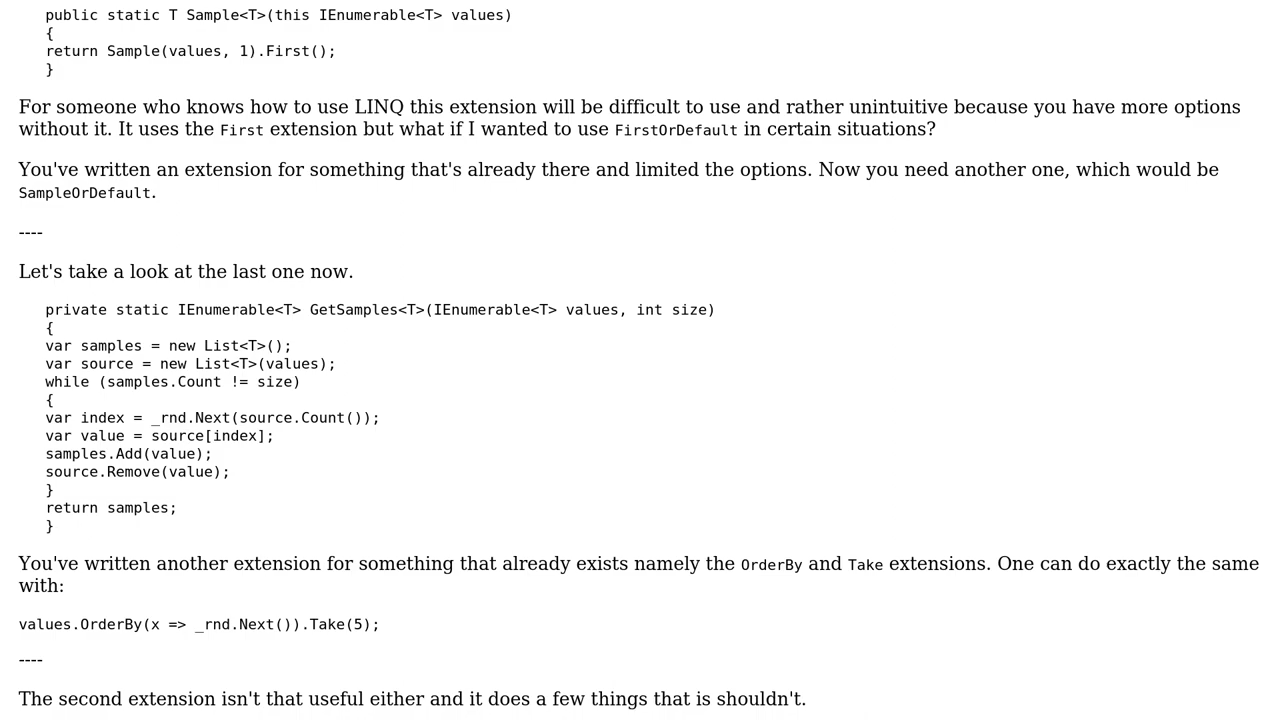 public static T Sample<T>(this IEnumerable<T> values)
{
return Sample(values, 1).First();
}
For someone who knows how to use LINQ this extension will be difficult to use and rather unintuitive because you have more options
without it. It uses the First extension but what if I wanted to use FirstOrDefault in certain situations?
You've written an extension for something that's already there and limited the options. Now you need another one, which would be
SampleOrDefault.
----
Let's take a look at the last one now.
private static IEnumerable<T> GetSamples<T>(IEnumerable<T> values, int size)
{
var samples = new List<T>();
var source = new List<T>(values);
while (samples.Count != size)
{
var index = _rnd.Next(source.Count());
var value = source[index];
samples.Add(value);
source.Remove(value);
}
return samples;
}
You've written another extension for something that already exists namely the OrderBy and Take extensions. One can do exactly the same
with:
values.OrderBy(x => _rnd.Next()).Take(5);
----
The second extension isn't that useful either and it does a few things that is shouldn't.